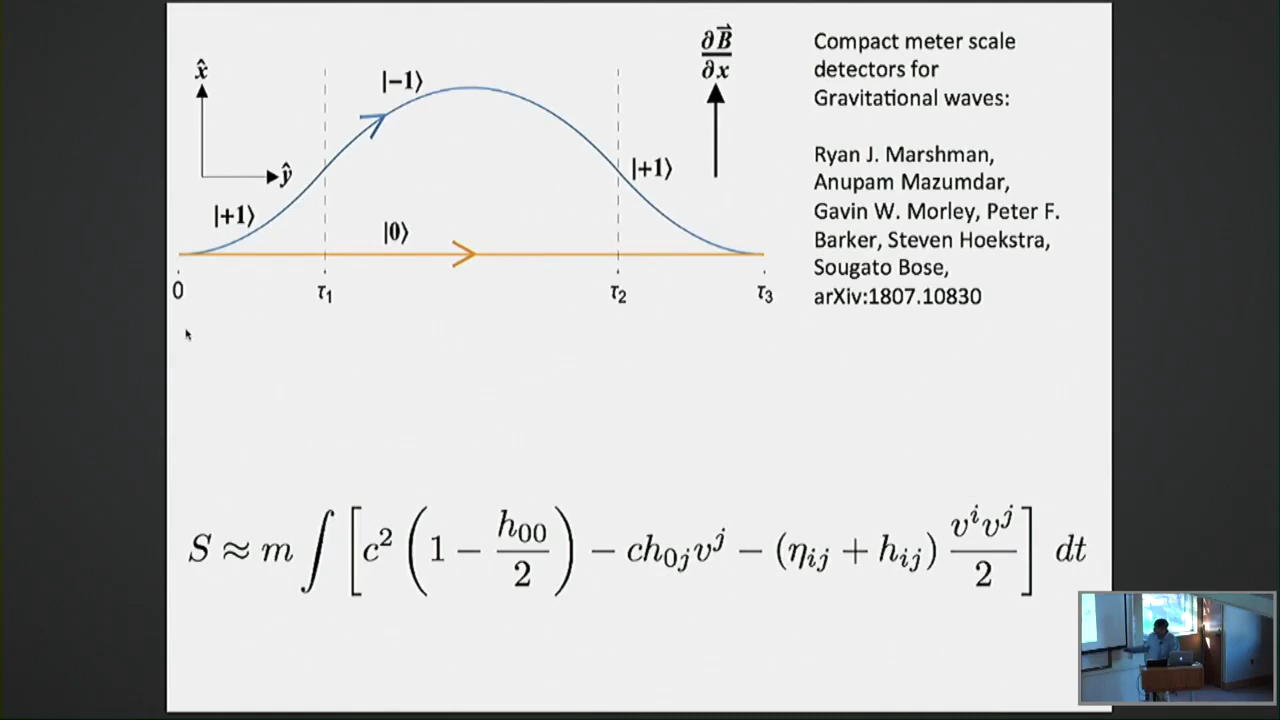 x̂
ŷ
|+1⟩
|−1⟩
|0⟩
|+1⟩
∂B⃗
∂x
0
τ₁
τ₂
τ₃
Compact meter scale
detectors for
Gravitational waves:
Ryan J. Marshman,
Anupam Mazumdar,
Gavin W. Morley, Peter F.
Barker, Steven Hoekstra,
Sougato Bose,
arXiv:1807.10830
S ≈ m ∫ [ c² ( 1 − h₀₀/2 ) − ch₀ⱼvʲ − (ηᵢⱼ + hᵢⱼ) vⁱvʲ/2 ] dt